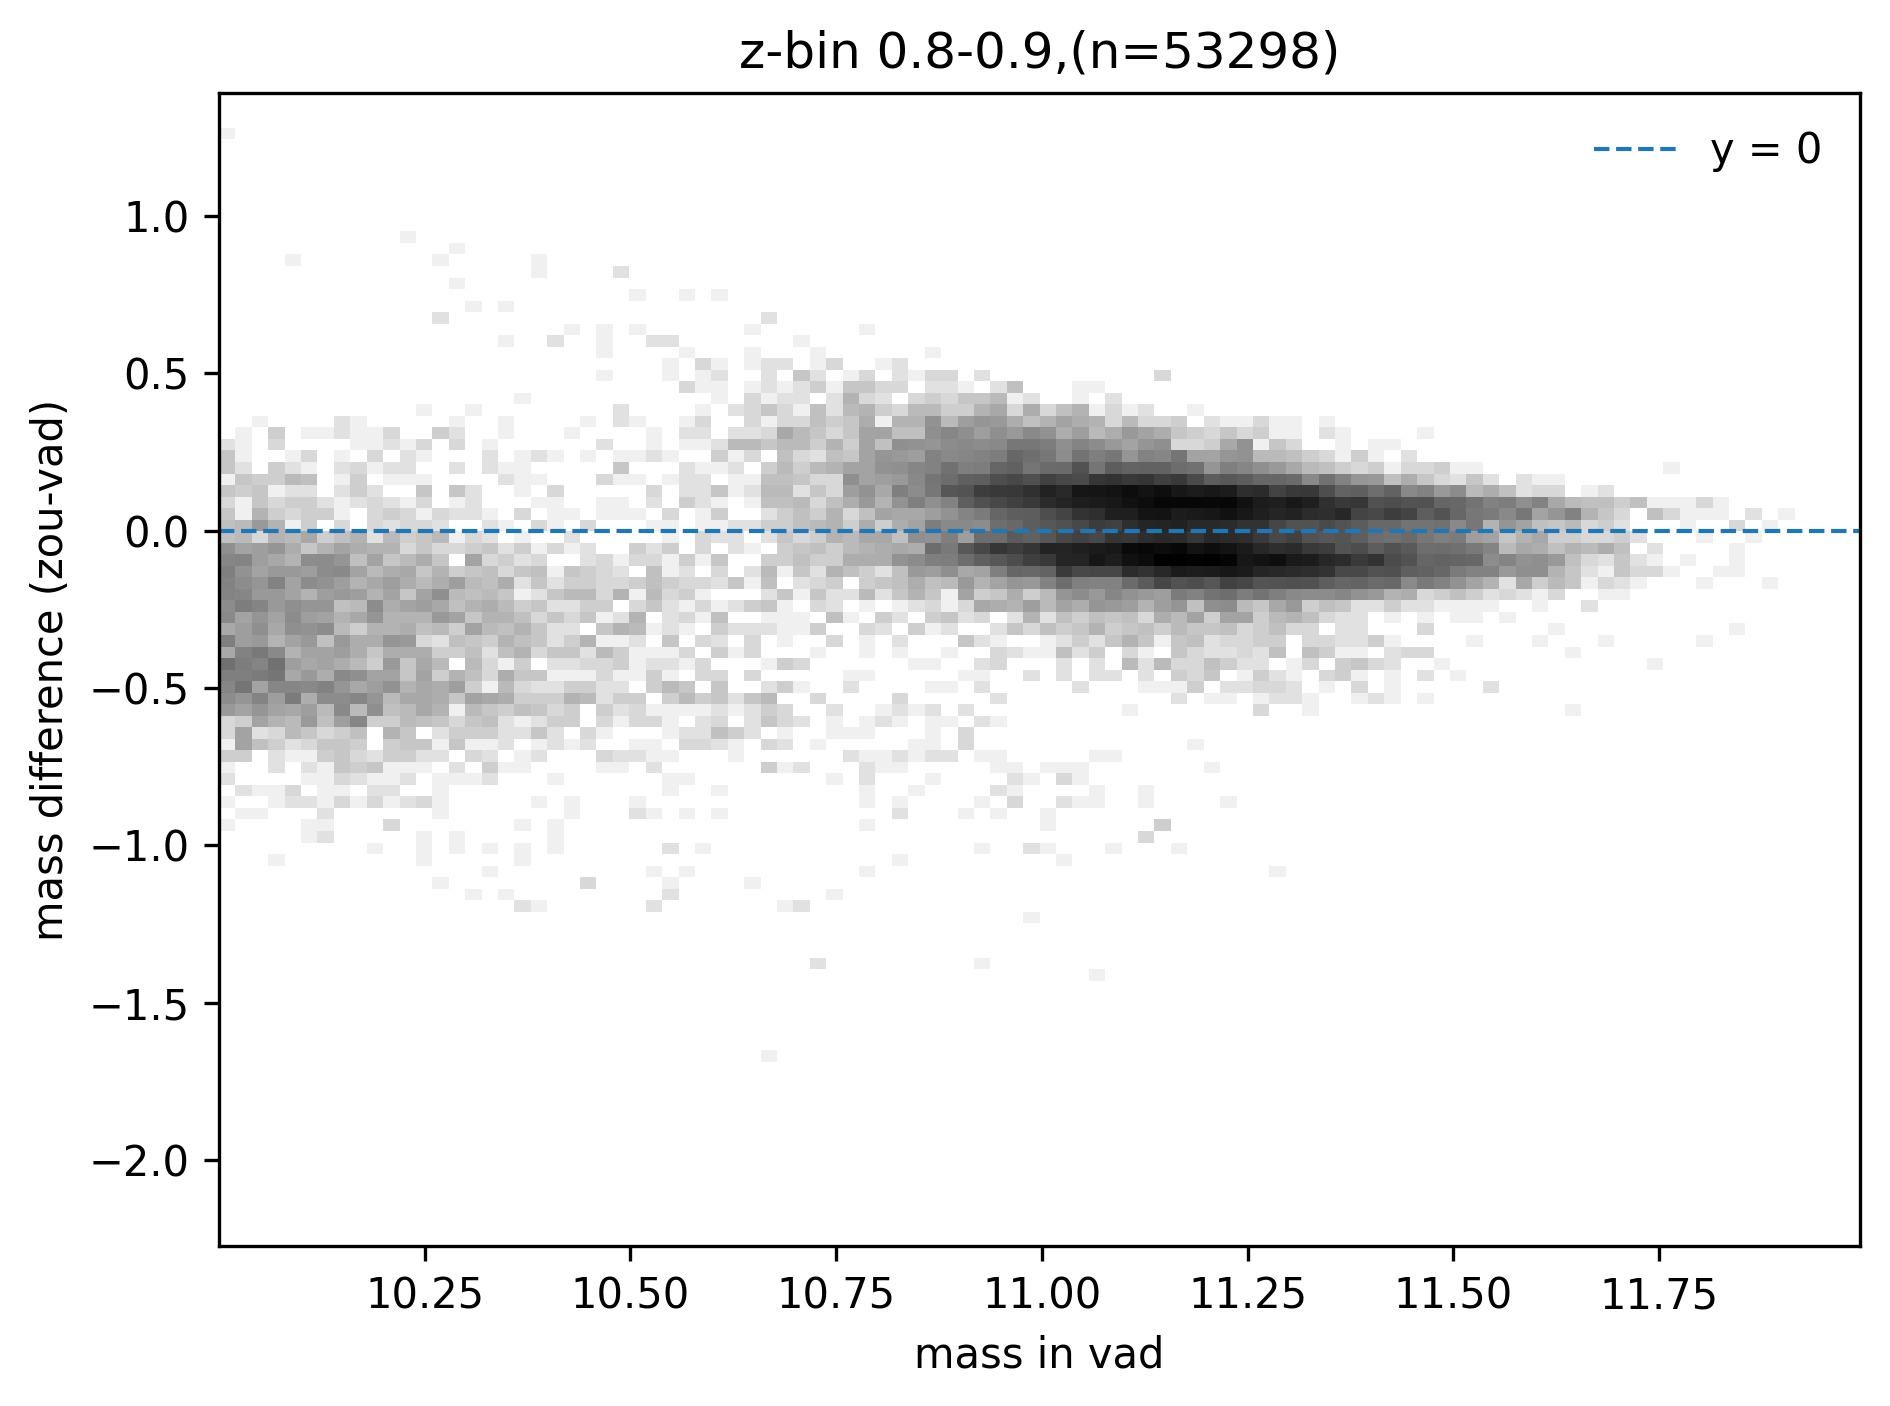 z-bin 0.8-0.9,(n=53298)
y = 0
1.0
0.5
0.0
−0.5
−1.0
−1.5
−2.0
mass difference (zou-vad)
10.25 10.50 10.75 11.00 11.25 11.50 11.75
mass in vad